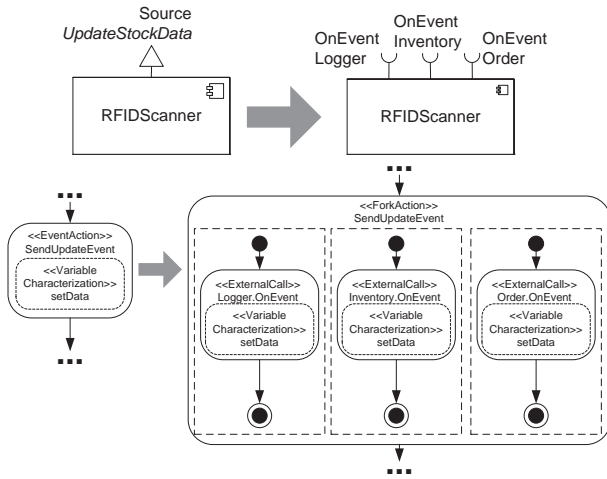 Source
UpdateStockData
RFIDScanner
OnEvent
Logger
OnEvent
Inventory
OnEvent
Order
RFIDScanner
<<EventAction>>
SendUpdateEvent
<<Variable
Characterization>>
setData
<<ForkAction>>
SendUpdateEvent
<<ExternalCall>>
Logger.OnEvent
<<Variable
Characterization>>
setData
<<ExternalCall>>
Inventory.OnEvent
<<Variable
Characterization>>
setData
<<ExternalCall>>
Order.OnEvent
<<Variable
Characterization>>
setData